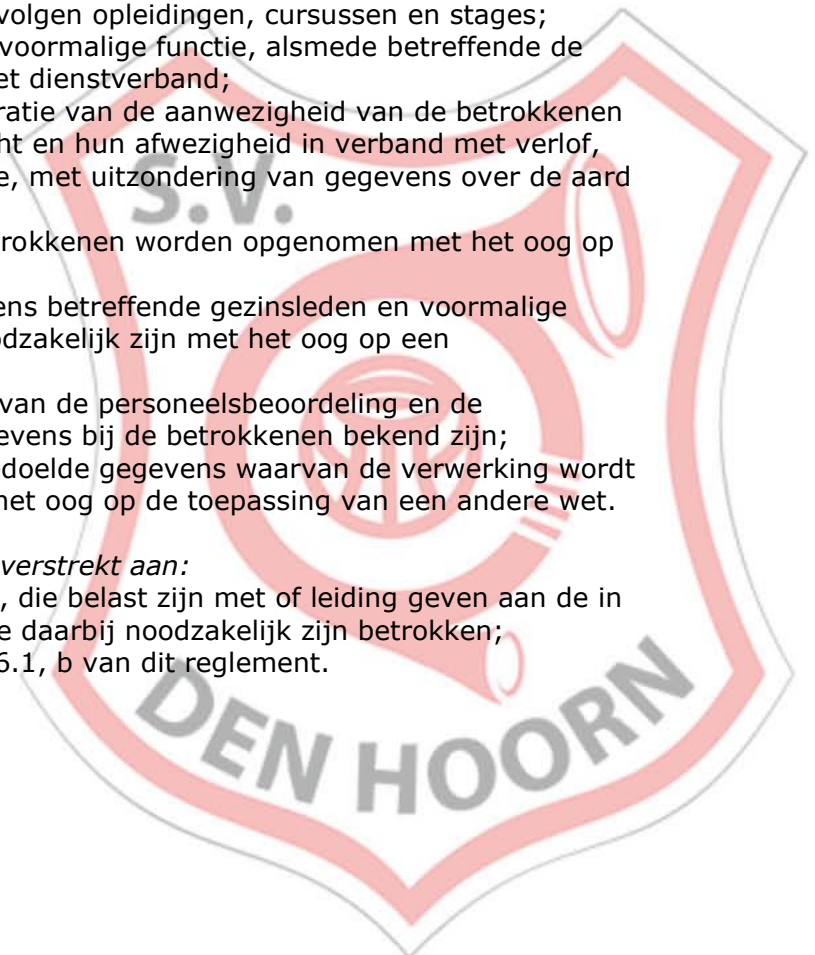 volgen opleidingen, cursussen en stages;
voormalige functie, alsmede betreffende de
et dienstverband;
ratie van de aanwezigheid van de betrokkenen
ht en hun afwezigheid in verband met verlof,
e, met uitzondering van gegevens over de aard
S.V.
trokkenen worden opgenomen met het oog op
ens betreffende gezinsleden en voormalige
odzakelijk zijn met het oog op een
van de personeelsbeoordeling en de
evens bij de betrokkenen bekend zijn;
edoelde gegevens waarvan de verwerking wordt
het oog op de toepassing van een andere wet.
verstrekt aan:
, die belast zijn met of leiding geven aan de in
e daarbij noodzakelijk zijn betrokken;
6.1, b van dit reglement.
DEN HOORN